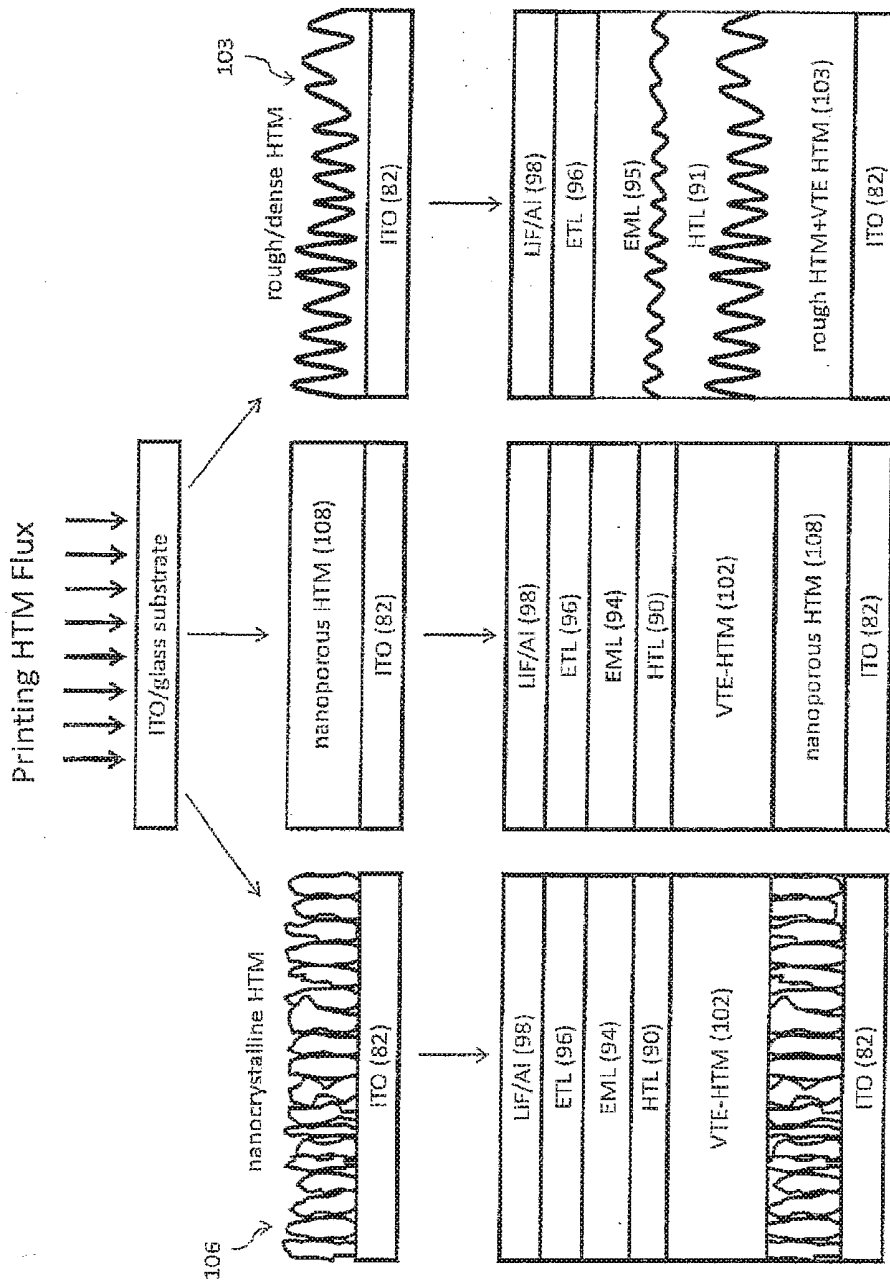 Printing HTM Flux
ITO/glass substrate
nanocrystalline HTM
106
ITO (82)
nanoporous HTM (108)
ITO (82)
rough/dense HTM
103
ITO (82)
LiF/Al (98)
ETL (96)
EML (94)
HTL (90)
VTE-HTM (102)
ITO (82)
LiF/Al (98)
ETL (96)
EML (94)
HTL (90)
VTE-HTM (102)
nanoporous HTM (108)
ITO (82)
LiF/Al (98)
ETL (96)
EML (95)
HTL (91)
rough HTM+VTE HTM (103)
ITO (82)